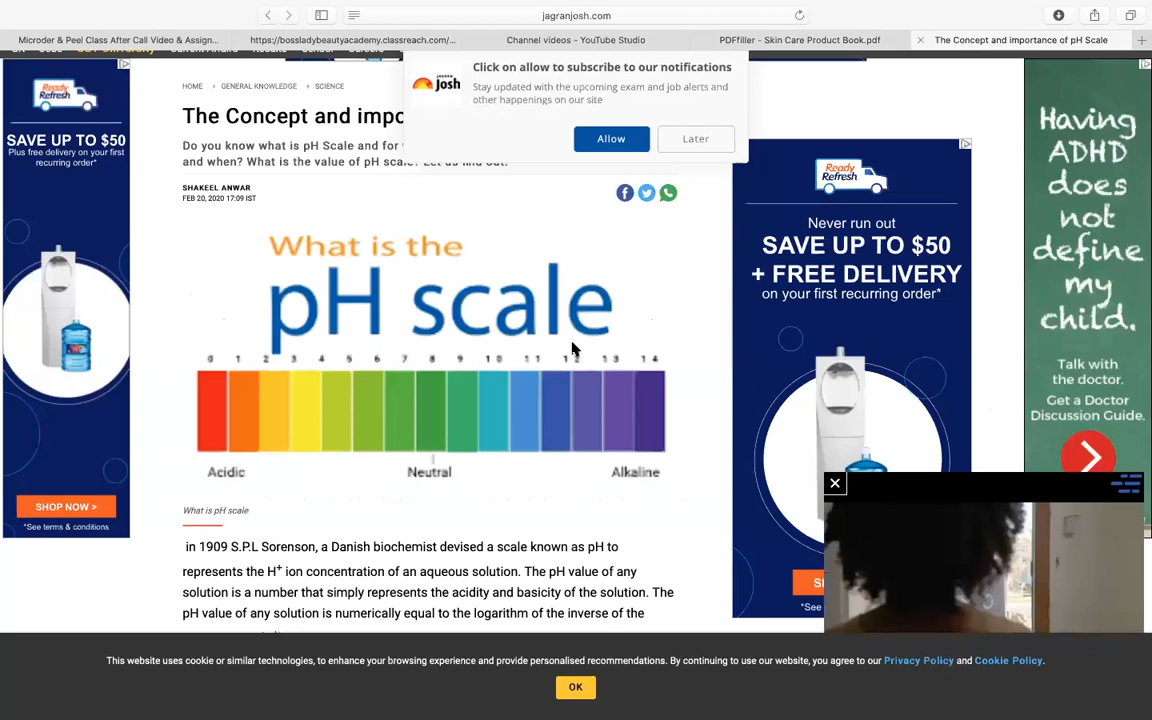 jagranjosh.com
Microder & Peel Class After Call Video & Assign...
https://bossladybeautyacademy.classreach.com/...
Channel videos - YouTube Studio
PDFfiller - Skin Care Product Book.pdf
The Concept and importance of pH Scale
Click on allow to subscribe to our notifications
Stay updated with the upcoming exam and job alerts and
other happenings on our site
Allow
Later
JAGRAN
josh
HOME › GENERAL KNOWLEDGE › SCIENCE
The Concept and impo
Do you know what is pH Scale and for
and when? What is the value of pH scale? Let us find out!
SHAKEEL ANWAR
FEB 20, 2020 17:09 IST
What is the
pH scale
0 1 2 3 4 5 6 7 8 9 10 11 12 13 14
Acidic
Neutral
Alkaline
What is pH scale
in 1909 S.P.L Sorenson, a Danish biochemist devised a scale known as pH to
represents the H+ ion concentration of an aqueous solution. The pH value of any
solution is a number that simply represents the acidity and basicity of the solution. The
pH value of any solution is numerically equal to the logarithm of the inverse of the
Ready
Refresh
SAVE UP TO $50
Plus free delivery on your first
recurring order*
SHOP NOW >
*See terms & conditions
Ready
Refresh
Never run out
SAVE UP TO $50
+ FREE DELIVERY
on your first recurring order*
*See
Having
ADHD
does
not
define
my
child.
Talk with
the doctor.
Get a Doctor
Discussion Guide.
This website uses cookie or similar technologies, to enhance your browsing experience and provide personalised recommendations. By continuing to use our website, you agree to our Privacy Policy and Cookie Policy.
OK